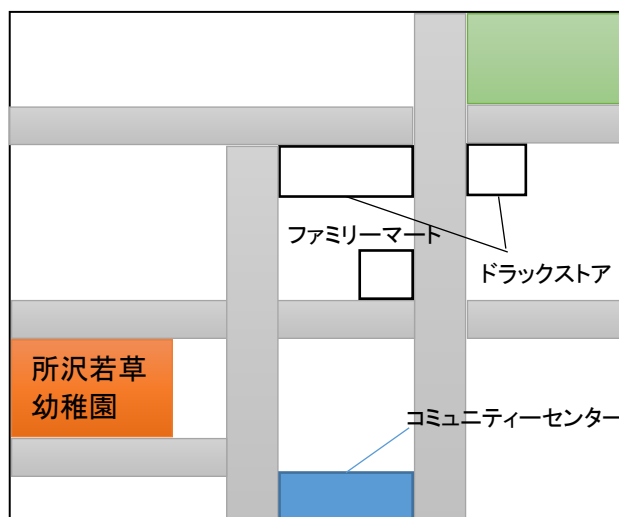 ファミリーマート
ドラックストア
所沢若草
幼稚園
コミュニティーセンター